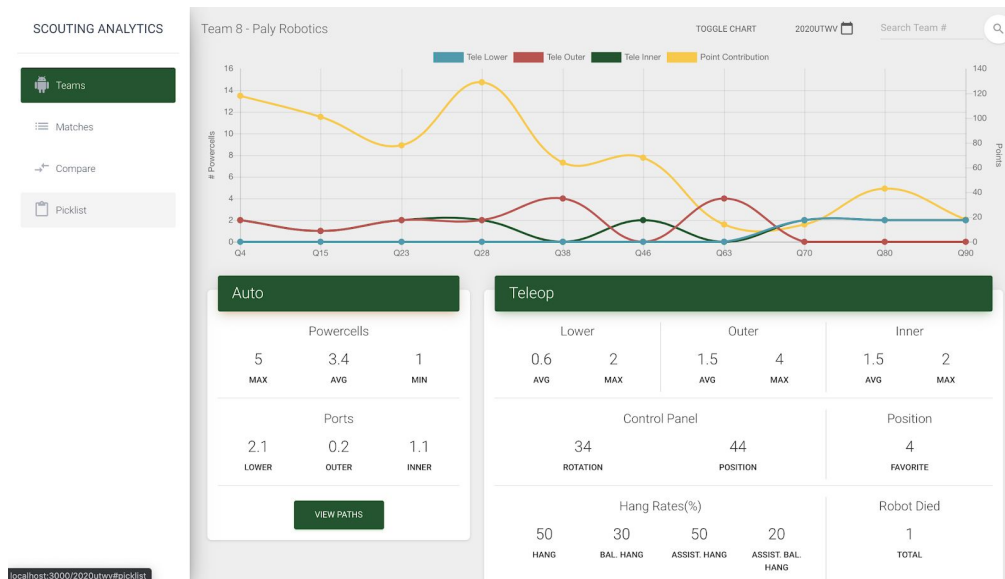 SCOUTING ANALYTICS
Teams
Matches
Compare
Picklist
localhost:3000/2020utwv#picklist
Team 8 - Paly Robotics
TOGGLE CHART
2020UTWV
Search Team #
Tele Lower Tele Outer Tele Inner Point Contribution
# Powercells
16
14
12
10
8
6
4
2
0
Points
140
120
100
80
60
40
20
0
Q4 Q15 Q23 Q28 Q38 Q46 Q63 Q70 Q80 Q90
Auto
Powercells
5 3.4 1
MAX AVG MIN
Ports
2.1 0.2 1.1
LOWER OUTER INNER
VIEW PATHS
Teleop
Lower Outer Inner
0.6 2 1.5 4 1.5 2
AVG MAX AVG MAX AVG MAX
Control Panel Position
34 44 4
ROTATION POSITION FAVORITE
Hang Rates(%) Robot Died
50 30 50 20 1
HANG BAL. HANG ASSIST. HANG ASSIST. BAL. TOTAL
HANG